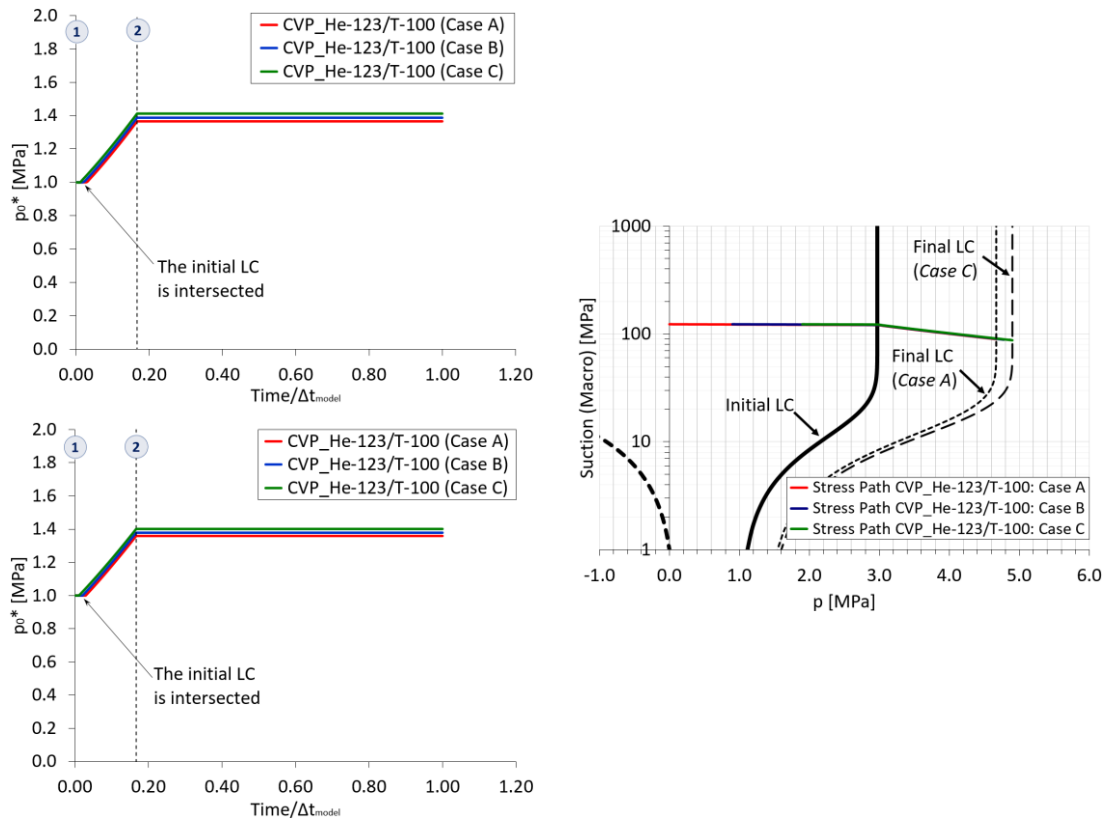 1
2
CVP_He-123/T-100 (Case A)
CVP_He-123/T-100 (Case B)
CVP_He-123/T-100 (Case C)
2.0
1.8
1.6
1.4
1.2
1.0
0.8
0.6
0.4
0.2
0.0
p₀* [MPa]
The initial LC
is intersected
0.00 0.20 0.40 0.60 0.80 1.00 1.20
Time/Δtmodel
1
2
CVP_He-123/T-100 (Case A)
CVP_He-123/T-100 (Case B)
CVP_He-123/T-100 (Case C)
2.0
1.8
1.6
1.4
1.2
1.0
0.8
0.6
0.4
0.2
0.0
p₀* [MPa]
The initial LC
is intersected
0.00 0.20 0.40 0.60 0.80 1.00 1.20
Time/Δtmodel
1000
100
10
1
Suction (Macro) [MPa]
Final LC
(Case C)
Final LC
(Case A)
Initial LC
Stress Path CVP_He-123/T-100: Case A
Stress Path CVP_He-123/T-100: Case B
Stress Path CVP_He-123/T-100: Case C
-1.0 0.0 1.0 2.0 3.0 4.0 5.0 6.0
p [MPa]